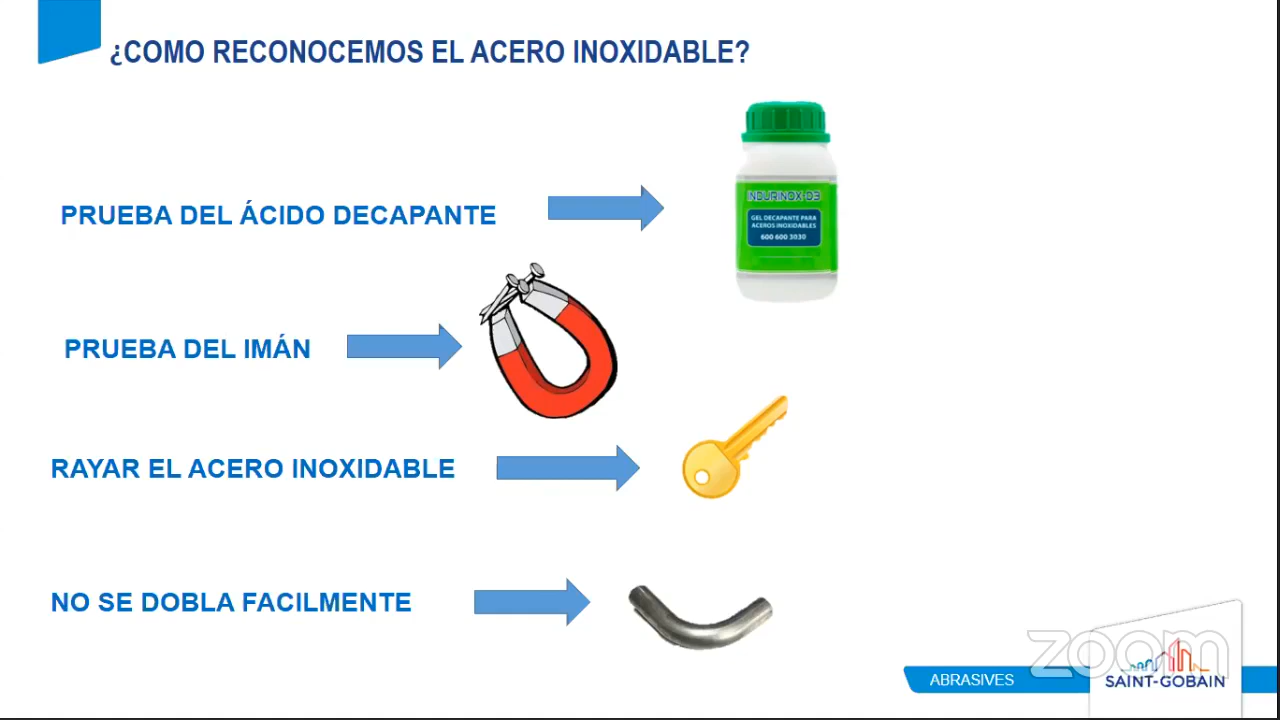 ¿COMO RECONOCEMOS EL ACERO INOXIDABLE?
PRUEBA DEL ÁCIDO DECAPANTE
INDURINOX D3
GEL DECAPANTE PARA
ACEROS INOXIDABLES
600 600 3030
PRUEBA DEL IMÁN
RAYAR EL ACERO INOXIDABLE
NO SE DOBLA FACILMENTE
zoom
ABRASIVES
SAINT-GOBAIN